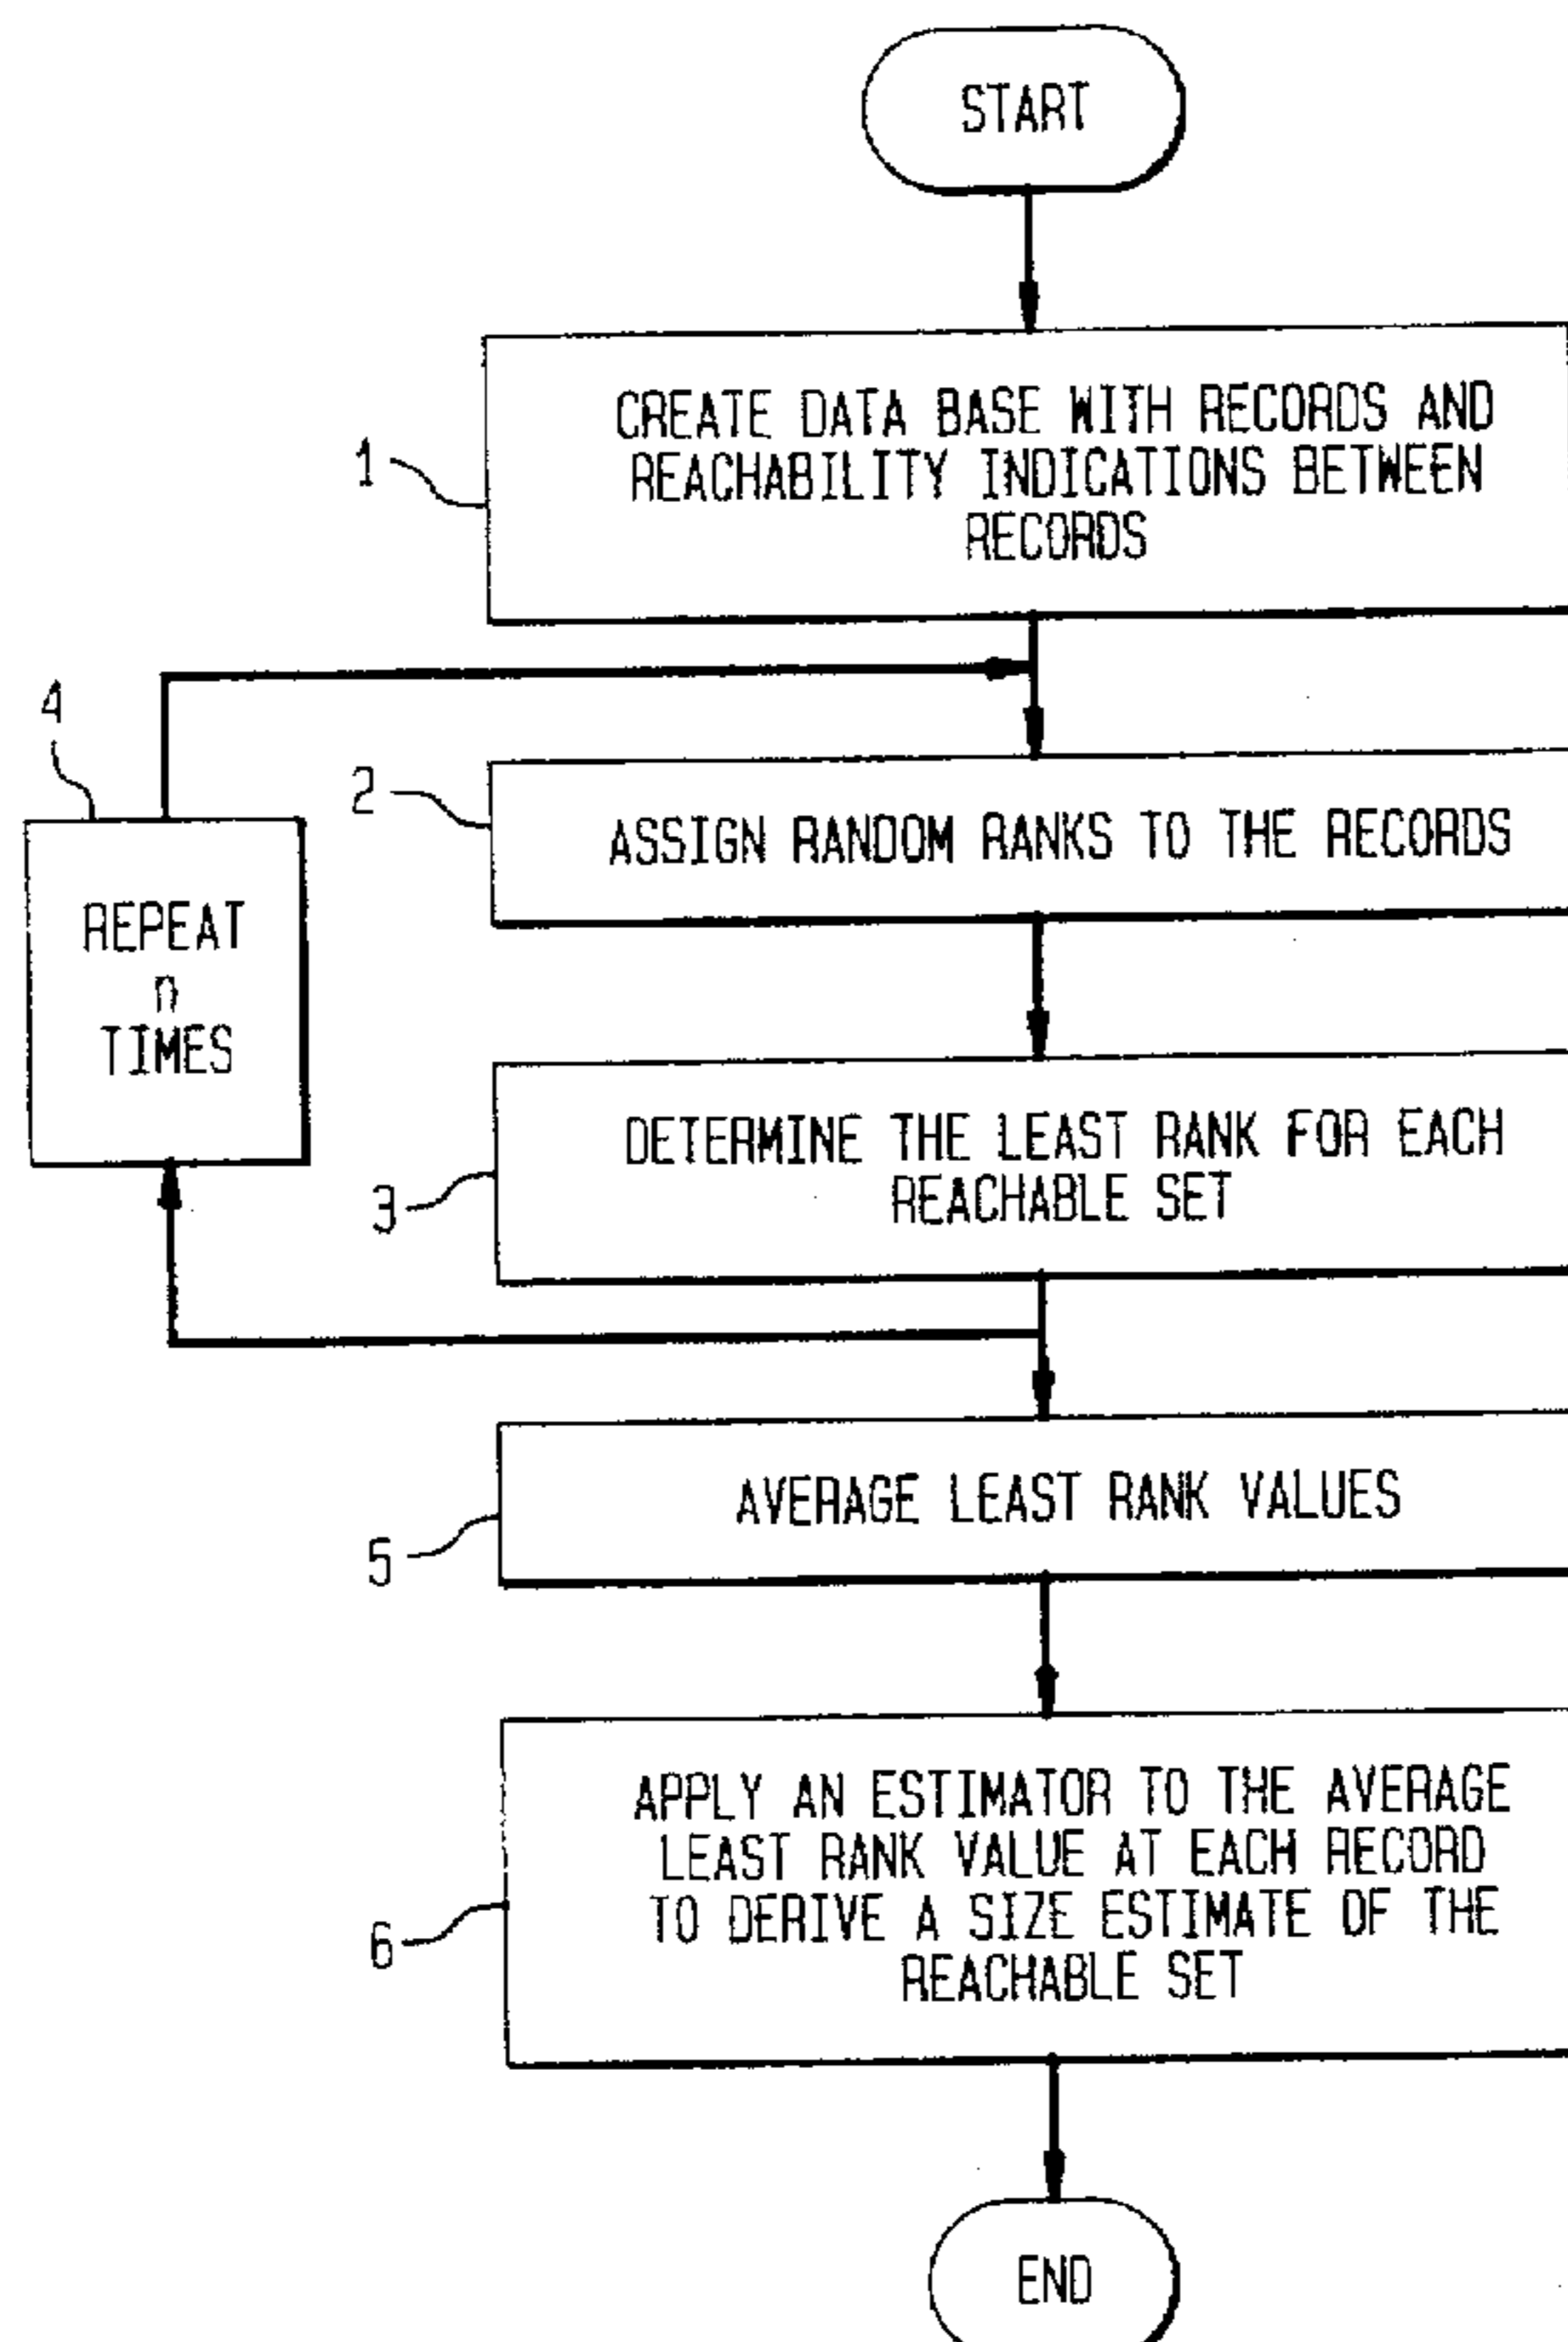 START
1
CREATE DATA BASE WITH RECORDS AND
REACHABILITY INDICATIONS BETWEEN
RECORDS
4
REPEAT
n
TIMES
2
ASSIGN RANDOM RANKS TO THE RECORDS
3
DETERMINE THE LEAST RANK FOR EACH
REACHABLE SET
5
AVERAGE LEAST RANK VALUES
6
APPLY AN ESTIMATOR TO THE AVERAGE
LEAST RANK VALUE AT EACH RECORD
TO DERIVE A SIZE ESTIMATE OF THE
REACHABLE SET
END